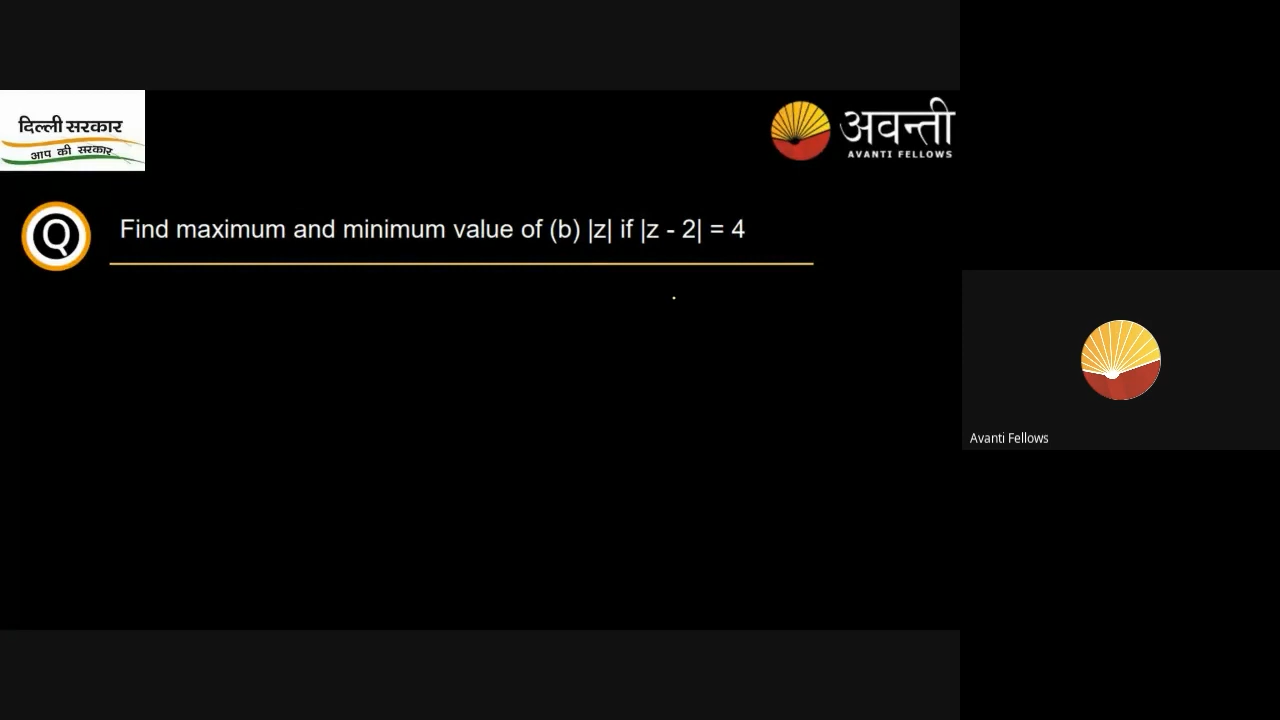 दिल्ली सरकार
आप की सरकार
अवन्ती
AVANTI FELLOWS
Q
Find maximum and minimum value of (b) |z| if |z - 2| = 4
Avanti Fellows